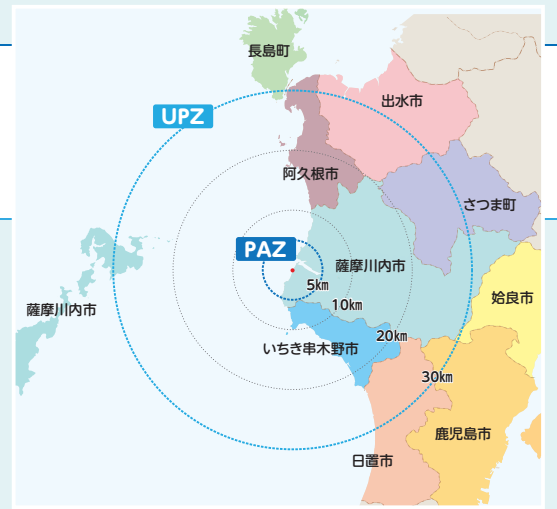 長島町
出水市
UPZ
阿久根市
さつま町
PAZ
薩摩川内市
5km
姶良市
10km
薩摩川内市
20km
いちき串木野市
30km
鹿児島市
日置市